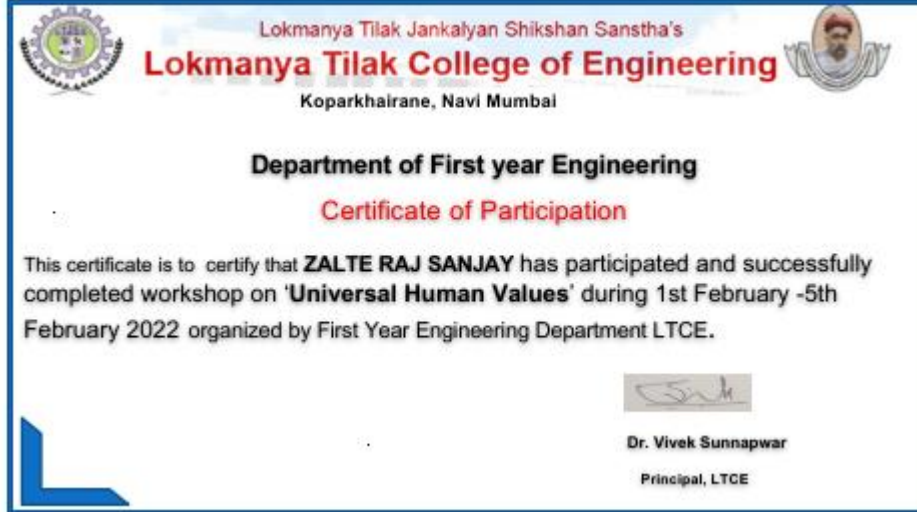 Lokmanya Tilak Jankalyan Shikshan Sanstha's
Lokmanya Tilak College of Engineering
Koparkhairane, Navi Mumbai
Department of First year Engineering
Certificate of Participation
This certificate is to certify that ZALTE RAJ SANJAY has participated and successfully
completed workshop on ‘Universal Human Values’ during 1st February -5th
February 2022 organized by First Year Engineering Department LTCE.
Dr. Vivek Sunnapwar
Principal, LTCE